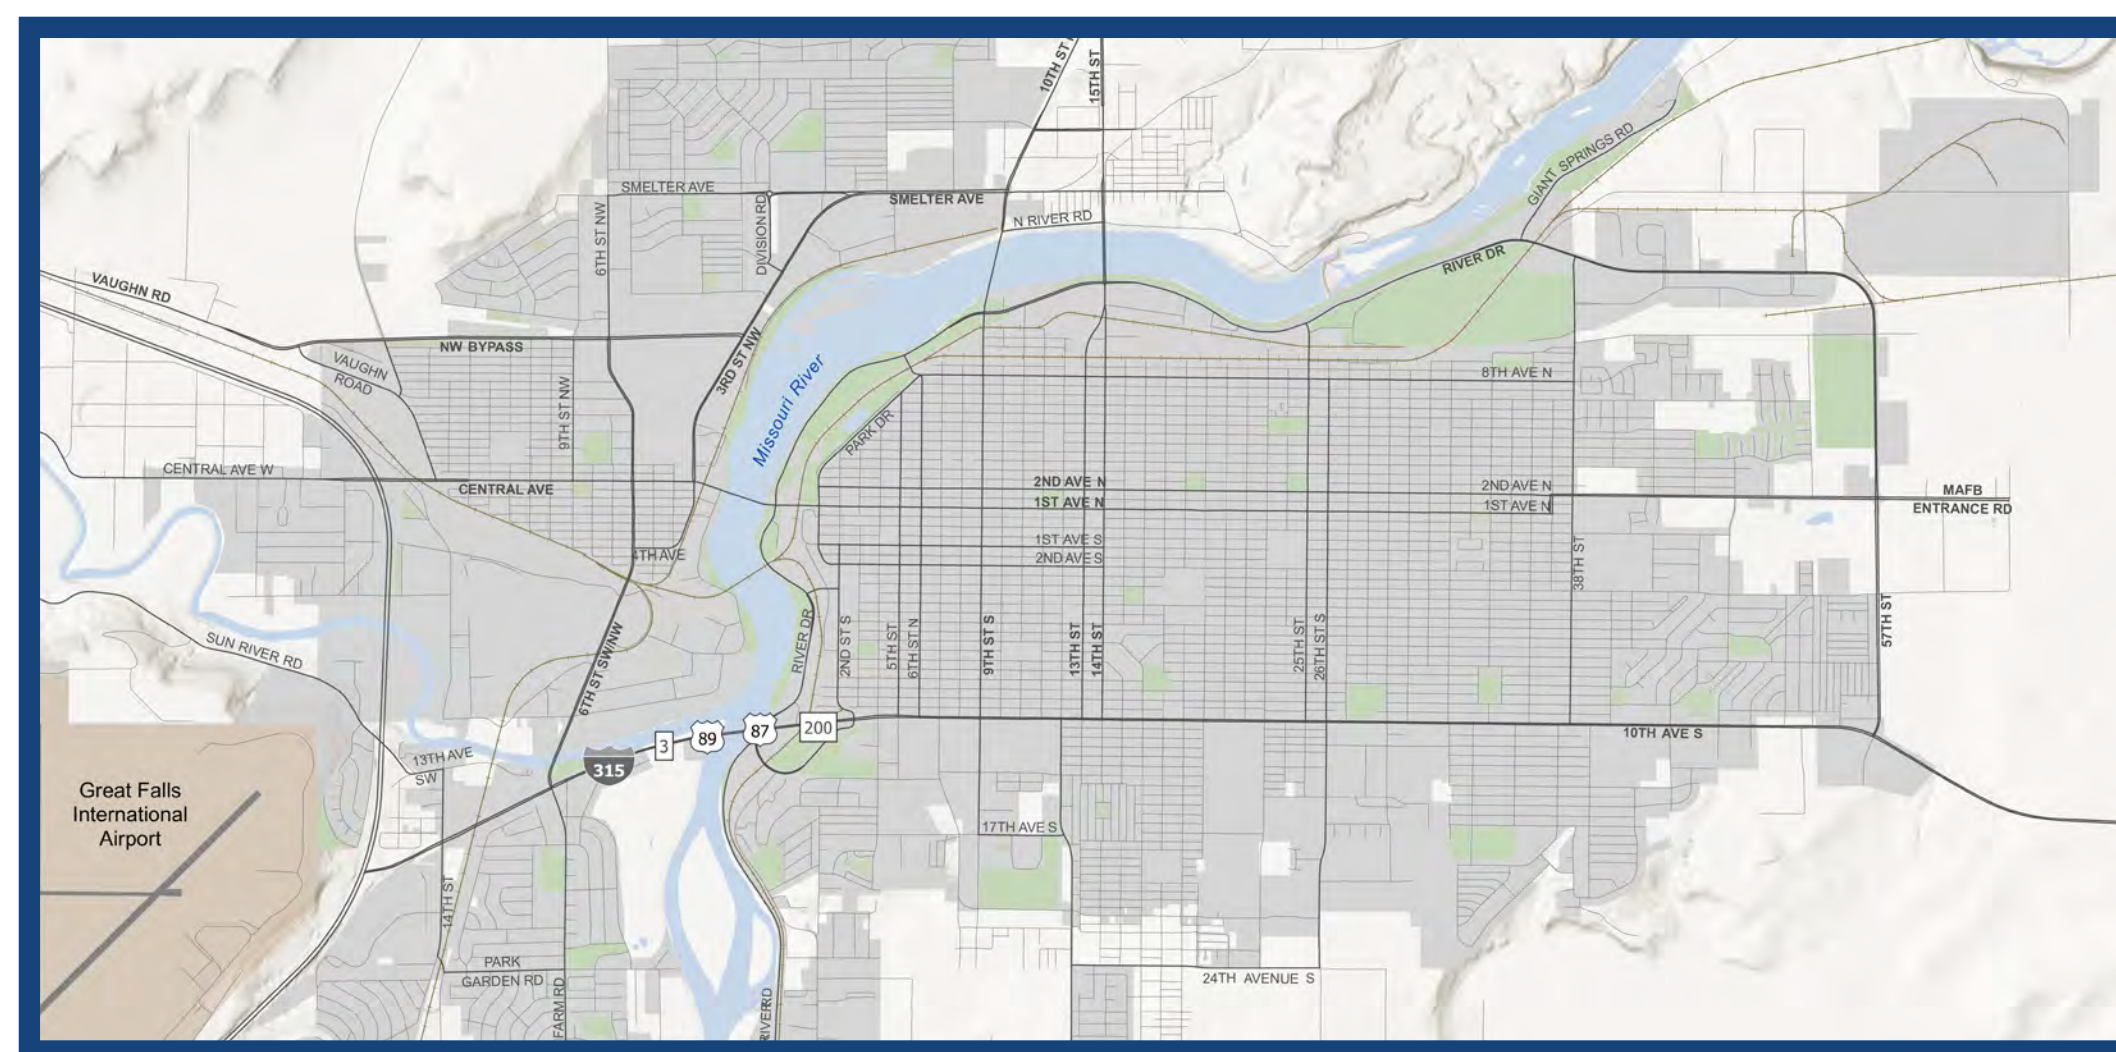 10TH ST
15TH ST
GIANT SPRINGS RD
SMELTER AVE
SMELTER AVE
DIVISION RD
6TH ST NW
N RIVER RD
RIVER DR
VAUGHN RD
NW BYPASS
VAUGHN
ROAD
3RD ST NW
Missouri River
9TH ST NW
PARK DR
8TH AVE N
CENTRAL AVE W
CENTRAL AVE
2ND AVE N
1ST AVE N
2ND AVE N
1ST AVE N
MAFB
ENTRANCE RD
1ST AVE S
2ND AVE S
4TH AVE
38TH ST
SUN RIVER RD
6TH ST SW/NW
RIVER DR
2ND ST S
5TH ST
6TH ST N
9TH ST S
13TH ST
14TH ST
25TH ST
26TH ST S
57TH ST
13TH AVE
SW
315
3
89
87
200
10TH AVE S
Great Falls
International
Airport
17TH AVE S
14TH ST
PARK
GARDEN RD
24TH AVENUE S
FARM RD
RIVER RD